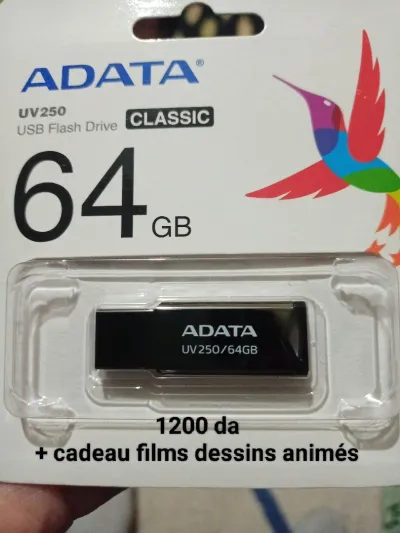 ADATA®
UV250
USB Flash Drive CLASSIC
64 GB
ADATA
UV250/64GB
1200 da
+ cadeau films dessins animés